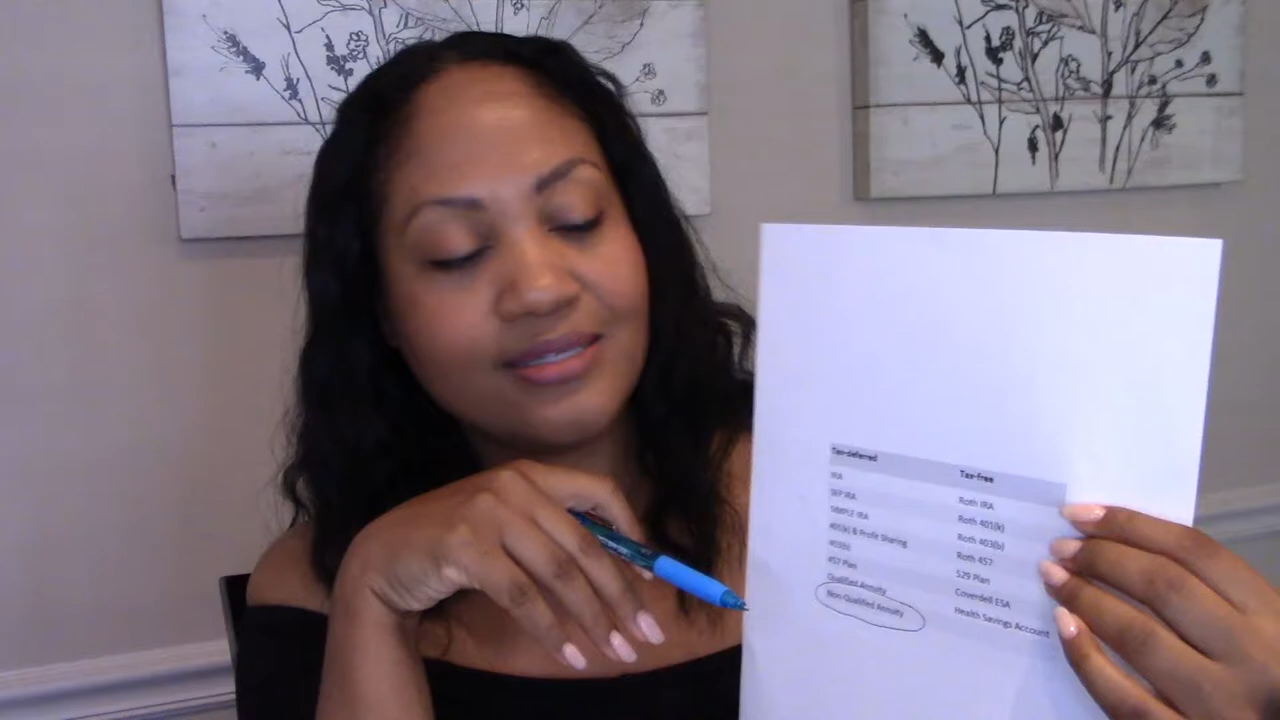 Tax-deferred Tax-free
IRA Roth IRA
SEP IRA Roth 401(k)
SIMPLE IRA Roth 403(b)
401(k) & Profit Sharing Roth 457
403(b) 529 Plan
457 Plan Coverdell ESA
Qualified Annuity Health Savings Account
Non-Qualified Annuity